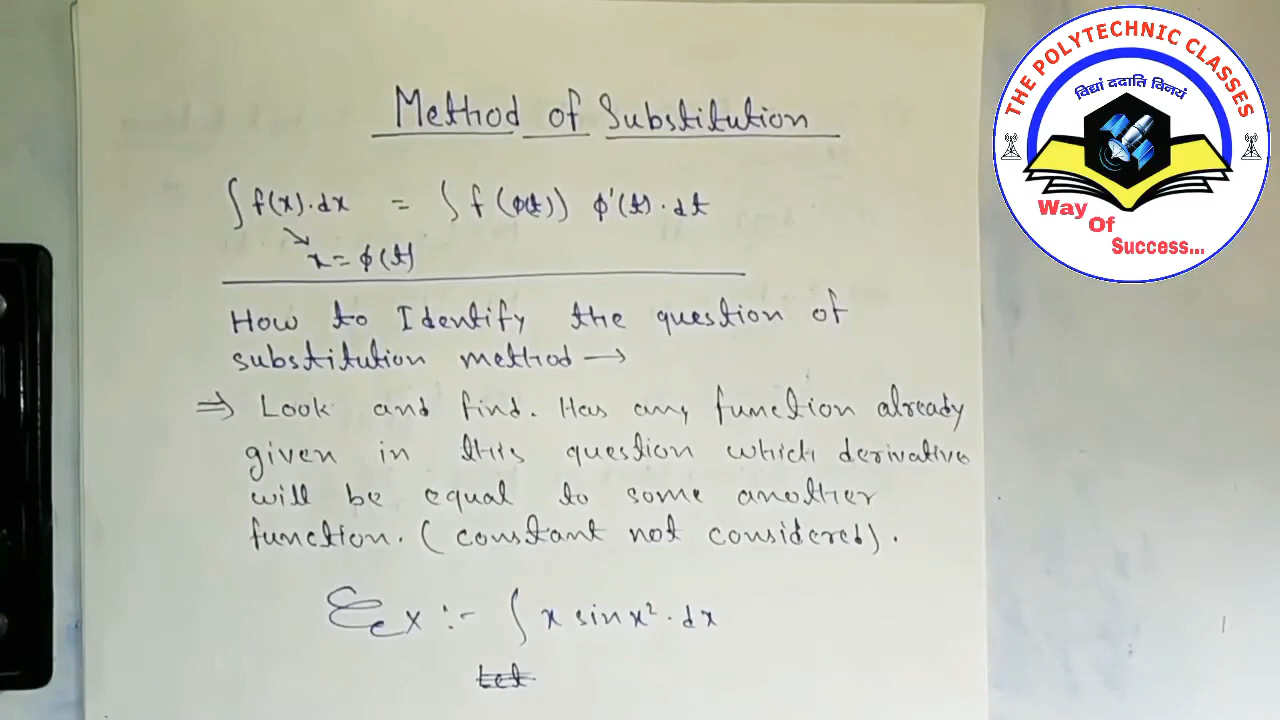 Method of Substitution
∫ f(x).dx = ∫ f (φ(t)) φ'(t).dt
x = φ(t)
How to Identify the question of
substitution method →
⇒ Look and find. Has any function already
given in this question which derivative
will be equal to some another
function. (constant not considered).
Ex :- ∫ x sin x².dx
Let
THE POLYTECHNIC CLASSES
विद्यां ददाति विनयं
Way
Of
Success...